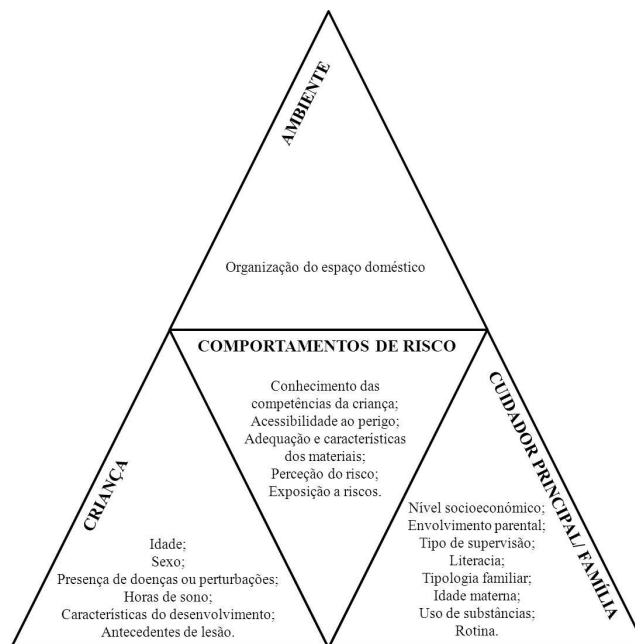 AMBIENTE
Organização do espaço doméstico
COMPORTAMENTOS DE RISCO
Conhecimento das
competências da criança;
Acessibilidade ao perigo;
Adequação e características
dos materiais;
Perceção do risco;
Exposição a riscos.
CRIANÇA
Idade;
Sexo;
Presença de doenças ou perturbações;
Horas de sono;
Características do desenvolvimento;
Antecedentes de lesão.
CUIDADOR PRINCIPAL/ FAMÍLIA
Nível socioeconómico;
Envolvimento parental;
Tipo de supervisão;
Literacia;
Tipologia familiar;
Idade materna;
Uso de substâncias;
Rotina.